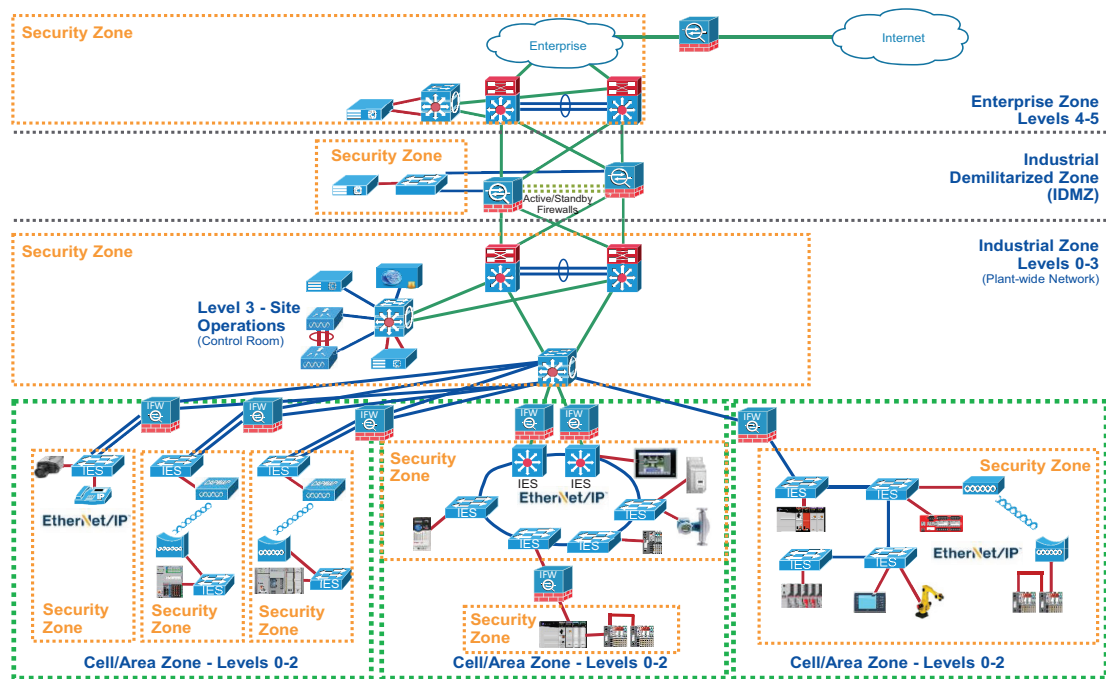 Security Zone
Enterprise
Internet
Enterprise Zone
Levels 4-5
Security Zone
Industrial
Demilitarized Zone
(IDMZ)
Active/Standby
Firewalls
Security Zone
Industrial Zone
Levels 0-3
(Plant-wide Network)
Level 3 - Site
Operations
(Control Room)
IFW
IFW
IFW
IFW
IFW
IFW
IES
IES
IES
EtherNet/IP™
IES
IES
Security
Zone
Security
Zone
Security
Zone
Cell/Area Zone - Levels 0-2
Security
Zone
IES
IES
EtherNet/IP™
IES
IES
IES
IES
IFW
Security
Zone
Cell/Area Zone - Levels 0-2
Security Zone
IES
IES
EtherNet/IP
IES
IES
Cell/Area Zone - Levels 0-2